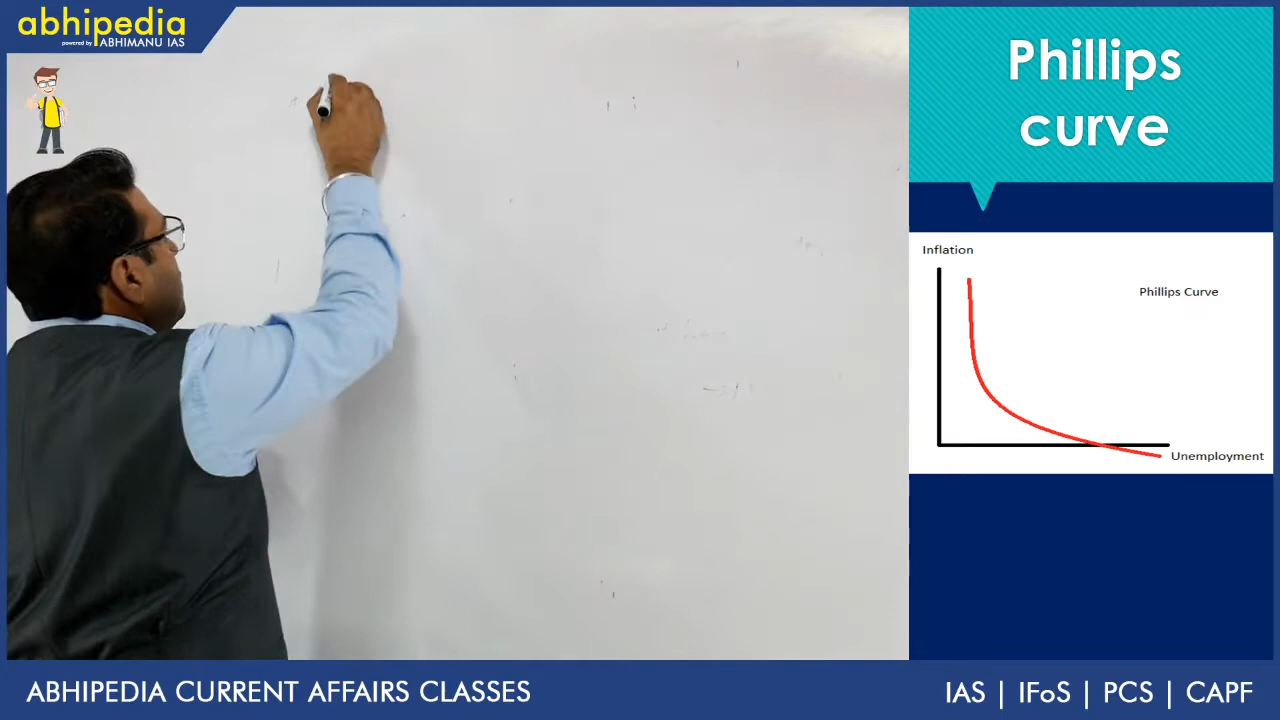 abhipedia
powered by ABHIMANU IAS
Phillips
curve
Inflation
Phillips Curve
Unemployment
ABHIPEDIA CURRENT AFFAIRS CLASSES
IAS | IFoS | PCS | CAPF